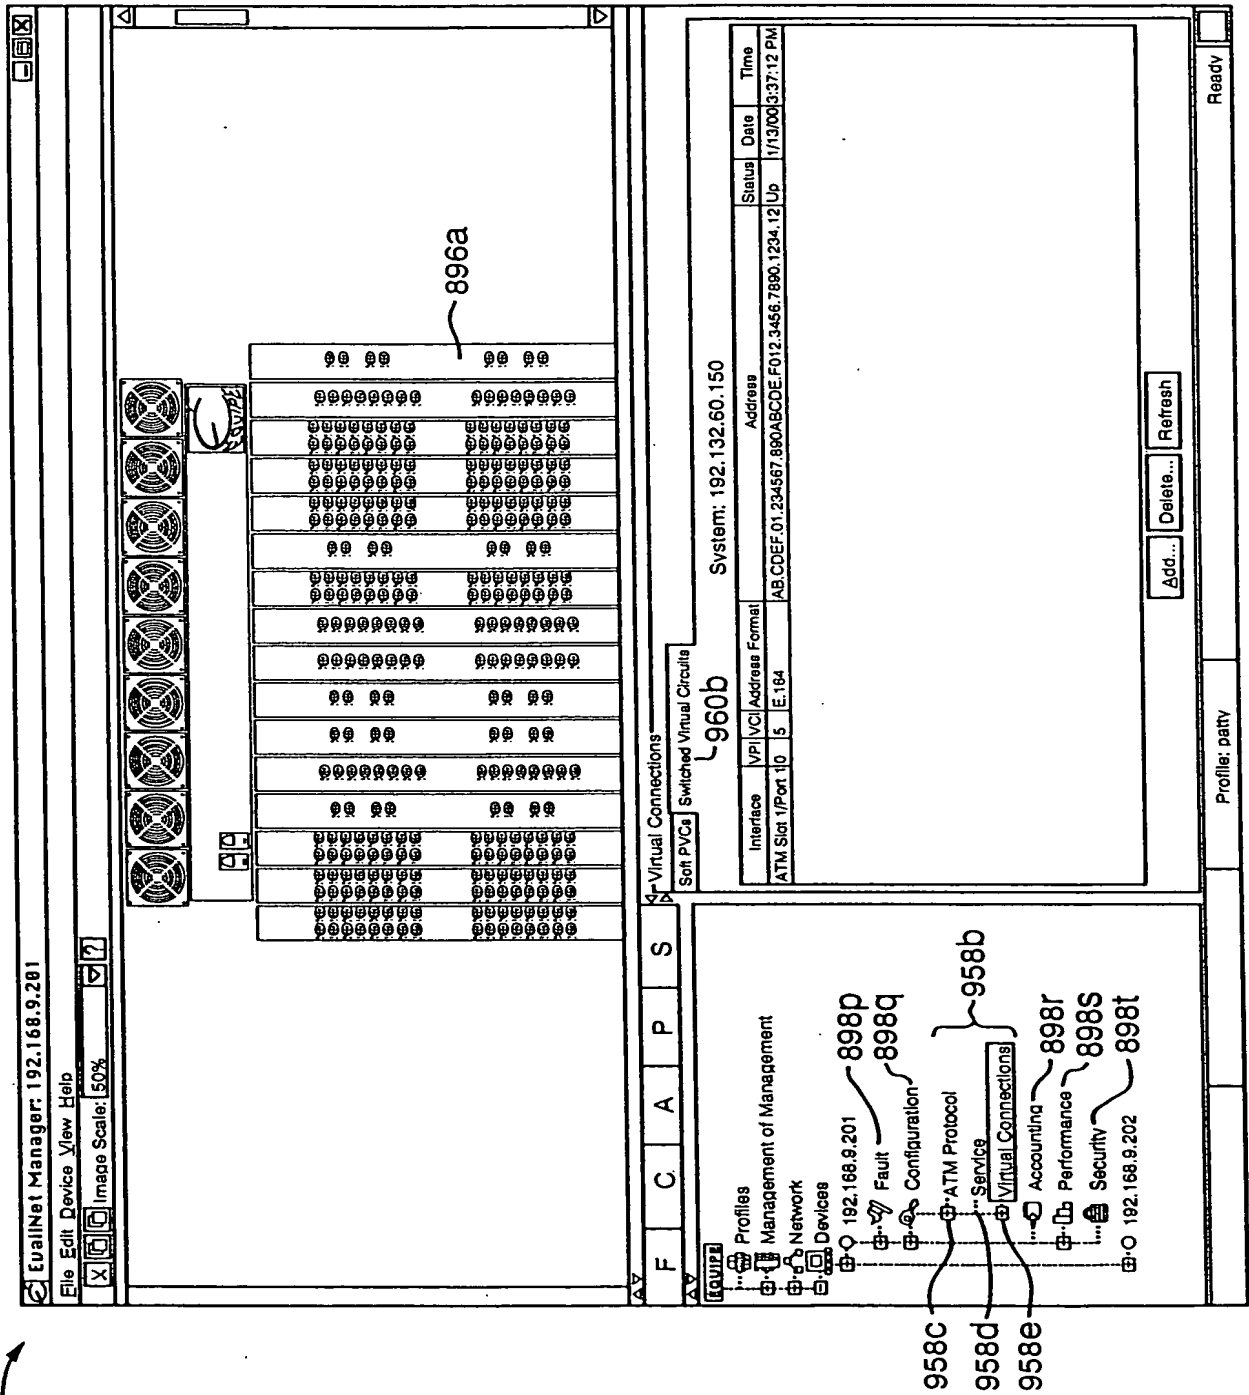 EuallNet Manager: 192.168.9.201
File Edit Device View Help
Image Scale: 50%
?
896a
F C A P S
EQUIPE
Profiles
Management of Management
Network
Devices
192.168.9.201
898p
Fault
898q
Configuration
958c
ATM Protocol
958b
958d
Service
958e
Virtual Connections
Accounting
898r
Performance
898s
Security
898t
192.168.9.202
Virtual Connections
Soft PVCs Switched Virtual Circuits
960b
System: 192.132.60.150
Interface VPI VCI Address Format Address Status Date Time
ATM Slot 1/Port 1 0 5 E.164 AB.CDEF.01.234567.890ABCDE.F012.3456.7890.1234.12 Up 1/13/00 3:37:12 PM
Add... Delete... Refresh
Profile: patty
Ready